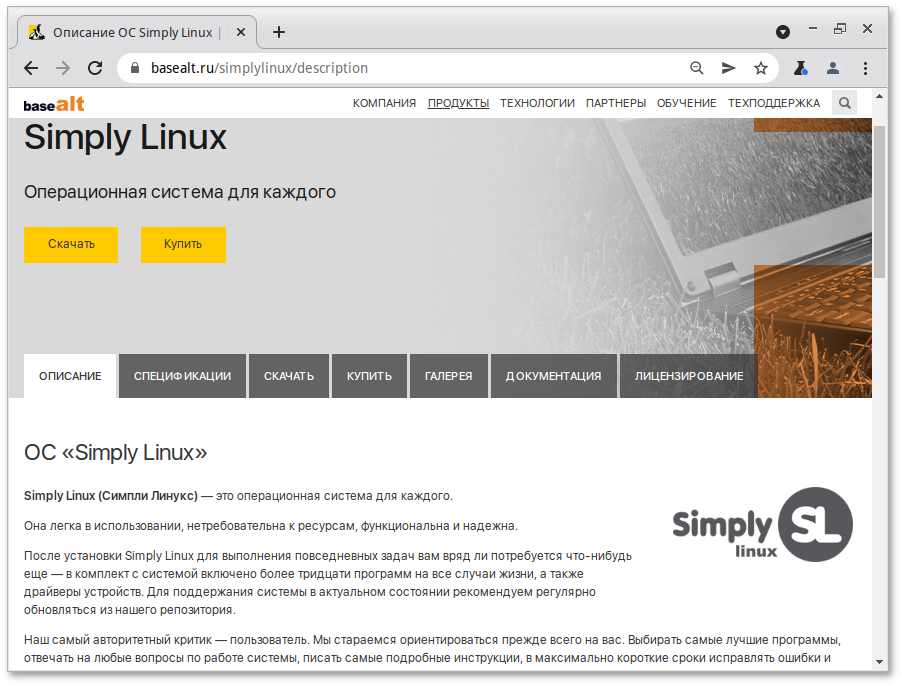 Описание ОС Simply Linux |
basealt.ru/simplylinux/description
basealt
КОМПАНИЯ ПРОДУКТЫ ТЕХНОЛОГИИ ПАРТНЕРЫ ОБУЧЕНИЕ ТЕХПОДДЕРЖКА
Simply Linux
Операционная система для каждого
Скачать Купить
ОПИСАНИЕ СПЕЦИФИКАЦИИ СКАЧАТЬ КУПИТЬ ГАЛЕРЕЯ ДОКУМЕНТАЦИЯ ЛИЦЕНЗИРОВАНИЕ
ОС «Simply Linux»
Simply Linux (Симпли Линукс) — это операционная система для каждого.
Она легка в использовании, нетребовательна к ресурсам, функциональна и надежна.
Simply SL
linux
После установки Simply Linux для выполнения повседневных задач вам вряд ли потребуется что-нибудь
еще — в комплект с системой включено более тридцати программ на все случаи жизни, а также
драйверы устройств. Для поддержания системы в актуальном состоянии рекомендуем регулярно
обновляться из нашего репозитория.
Наш самый авторитетный критик — пользователь. Мы стараемся ориентироваться прежде всего на вас. Выбирать самые лучшие программы,
отвечать на любые вопросы по работе системы, писать самые подробные инструкции, в максимально короткие сроки исправлять ошибки и